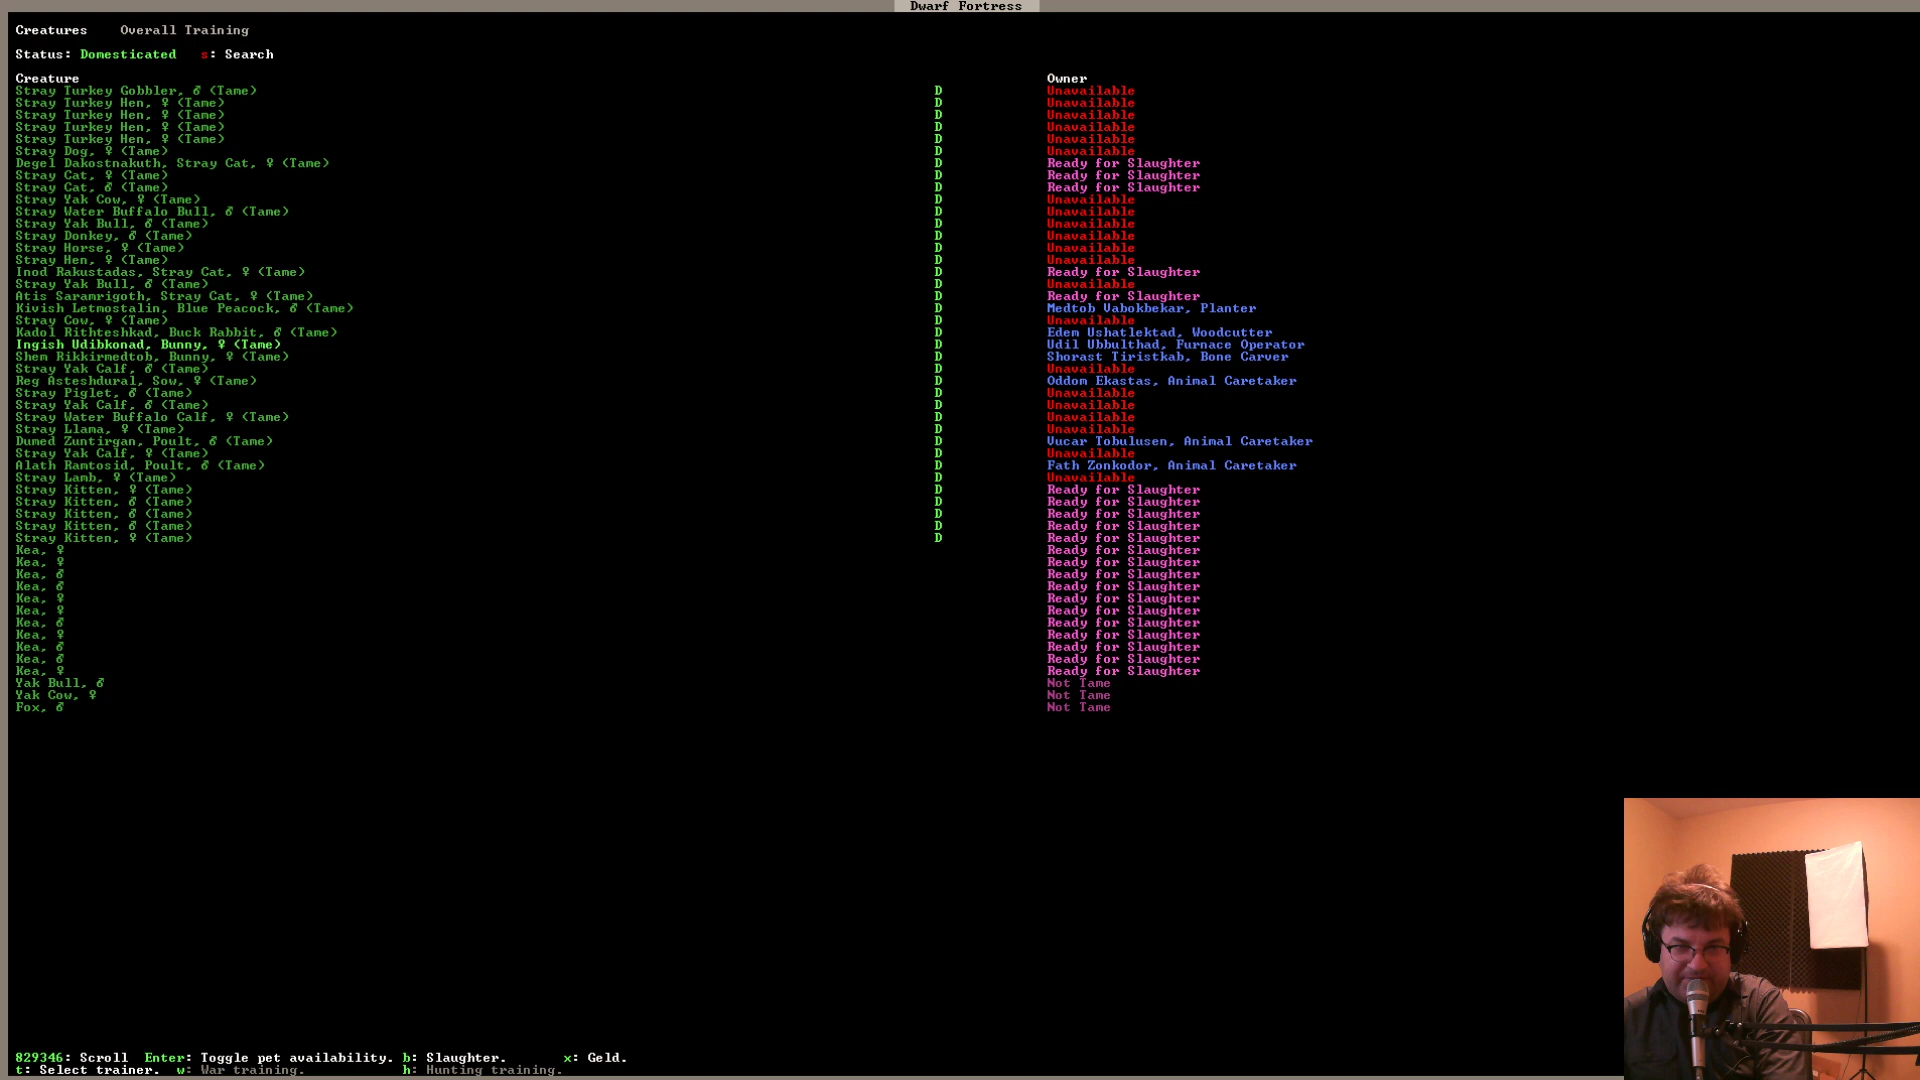 Dwarf Fortress
Creatures Overall Training
Status: Domesticated s: Search
Creature Owner
Stray Turkey Gobbler, ♂ (Tame) D Unavailable
Stray Turkey Hen, ♀ (Tame) D Unavailable
Stray Turkey Hen, ♀ (Tame) D Unavailable
Stray Turkey Hen, ♀ (Tame) D Unavailable
Stray Turkey Hen, ♀ (Tame) D Unavailable
Stray Dog, ♀ (Tame) D Unavailable
Degel Dakostnakuth, Stray Cat, ♀ (Tame) D Ready for Slaughter
Stray Cat, ♀ (Tame) D Ready for Slaughter
Stray Cat, ♂ (Tame) D Ready for Slaughter
Stray Yak Cow, ♀ (Tame) D Unavailable
Stray Water Buffalo Bull, ♂ (Tame) D Unavailable
Stray Yak Bull, ♂ (Tame) D Unavailable
Stray Donkey, ♂ (Tame) D Unavailable
Stray Horse, ♀ (Tame) D Unavailable
Stray Hen, ♀ (Tame) D Unavailable
Inod Rakustadas, Stray Cat, ♀ (Tame) D Ready for Slaughter
Stray Yak Bull, ♂ (Tame) D Unavailable
Atis Saramrigoth, Stray Cat, ♀ (Tame) D Ready for Slaughter
Kivish Letmostalin, Blue Peacock, ♂ (Tame) D Medtob Vabokbekar, Planter
Stray Cow, ♀ (Tame) D Unavailable
Kadol Rithteshkad, Buck Rabbit, ♂ (Tame) D Edem Ushatlektad, Woodcutter
Ingish Udibkonad, Bunny, ♀ (Tame) D Udil Ubbulthad, Furnace Operator
Shem Rikkirmedtob, Bunny, ♀ (Tame) D Shorast Tiristkab, Bone Carver
Stray Yak Calf, ♂ (Tame) D Unavailable
Reg Asteshdural, Sow, ♀ (Tame) D Oddom Ekastas, Animal Caretaker
Stray Piglet, ♂ (Tame) D Unavailable
Stray Yak Calf, ♂ (Tame) D Unavailable
Stray Water Buffalo Calf, ♀ (Tame) D Unavailable
Stray Llama, ♀ (Tame) D Unavailable
Dumed Zuntirgan, Poult, ♂ (Tame) D Vucar Tobulusen, Animal Caretaker
Stray Yak Calf, ♀ (Tame) D Unavailable
Alath Ramtosid, Poult, ♂ (Tame) D Fath Zonkodor, Animal Caretaker
Stray Lamb, ♀ (Tame) D Unavailable
Stray Kitten, ♀ (Tame) D Ready for Slaughter
Stray Kitten, ♂ (Tame) D Ready for Slaughter
Stray Kitten, ♂ (Tame) D Ready for Slaughter
Stray Kitten, ♂ (Tame) D Ready for Slaughter
Stray Kitten, ♀ (Tame) D Ready for Slaughter
Kea, ♀ Ready for Slaughter
Kea, ♀ Ready for Slaughter
Kea, ♂ Ready for Slaughter
Kea, ♂ Ready for Slaughter
Kea, ♀ Ready for Slaughter
Kea, ♀ Ready for Slaughter
Kea, ♂ Ready for Slaughter
Kea, ♀ Ready for Slaughter
Kea, ♂ Ready for Slaughter
Kea, ♂ Ready for Slaughter
Kea, ♀ Ready for Slaughter
Yak Bull, ♂ Not Tame
Yak Cow, ♀ Not Tame
Fox, ♂ Not Tame
829346: Scroll Enter: Toggle pet availability. b: Slaughter. x: Geld.
t: Select trainer. w: War training. h: Hunting training.